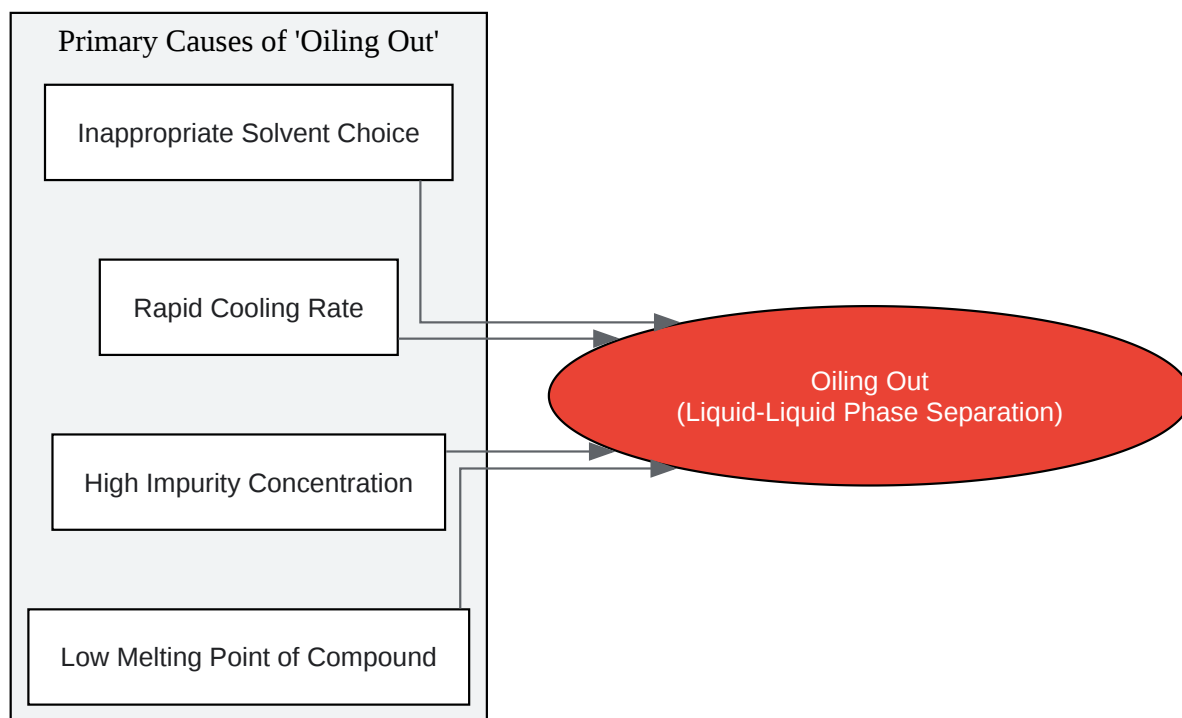 Primary Causes of 'Oiling Out'
Inappropriate Solvent Choice
Rapid Cooling Rate
High Impurity Concentration
Low Melting Point of Compound
Oiling Out
(Liquid-Liquid Phase Separation)